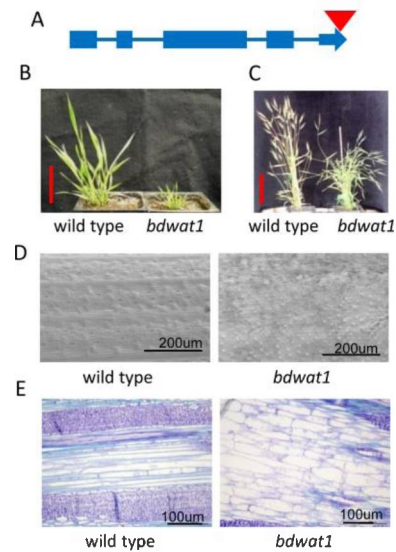 A
B
C
wild type bdwat1
wild type bdwat1
D
200um
200um
wild type
bdwat1
E
100um
100um
wild type
bdwat1